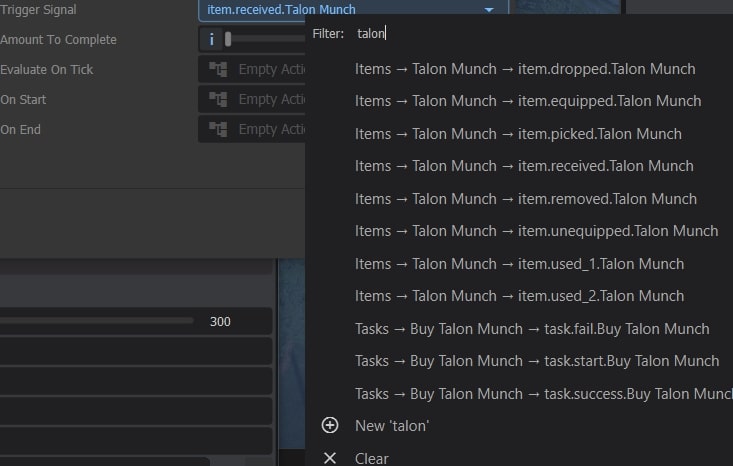 Trigger Signal
item.received.Talon Munch
Amount To Complete
i
Evaluate On Tick
Empty Actio
On Start
Empty Actio
On End
Empty Actio
300
Filter: talon
Items → Talon Munch → item.dropped.Talon Munch
Items → Talon Munch → item.equipped.Talon Munch
Items → Talon Munch → item.picked.Talon Munch
Items → Talon Munch → item.received.Talon Munch
Items → Talon Munch → item.removed.Talon Munch
Items → Talon Munch → item.unequipped.Talon Munch
Items → Talon Munch → item.used_1.Talon Munch
Items → Talon Munch → item.used_2.Talon Munch
Tasks → Buy Talon Munch → task.fail.Buy Talon Munch
Tasks → Buy Talon Munch → task.start.Buy Talon Munch
Tasks → Buy Talon Munch → task.success.Buy Talon Munch
New 'talon'
Clear